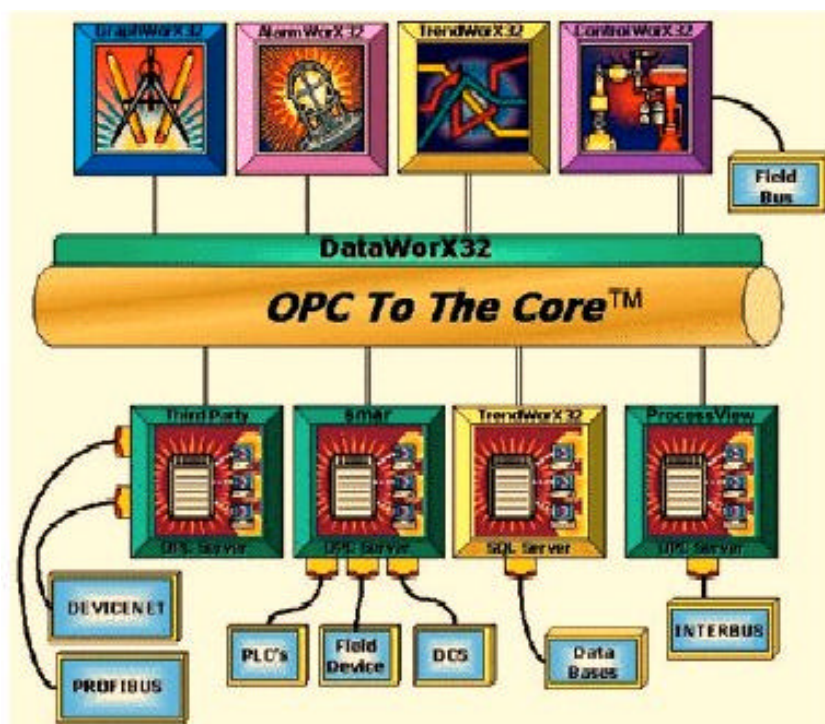 GraphWorX32
AlarmWorX32
TrendWorX32
ControlWorX32
Field
Bus
DataWorX32
OPC To The Core™
Third Party
smar
TrendWorX32
ProcessView
OPC Server
OPC Server
SQL Server
OPC Server
DEVICENET
PLC's
Field
Device
DCS
Data
Bases
INTERBUS
PROFIBUS